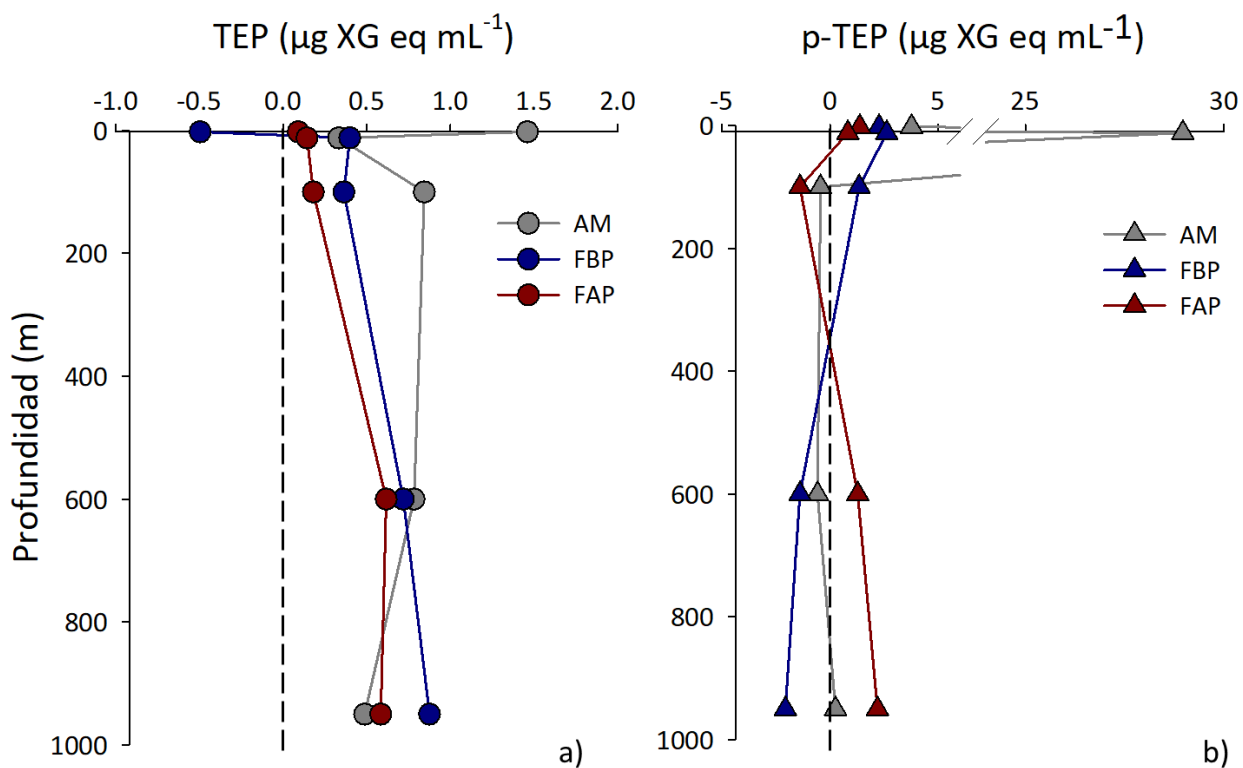 TEP (µg XG eq mL⁻¹)
-1.0 -0.5 0.0 0.5 1.0 1.5 2.0
0
200
400
600
800
1000
Profundidad (m)
AM
FBP
FAP
a)
p-TEP (µg XG eq mL⁻¹)
-5 0 5 25 30
0
200
400
600
800
1000
AM
FBP
FAP
b)